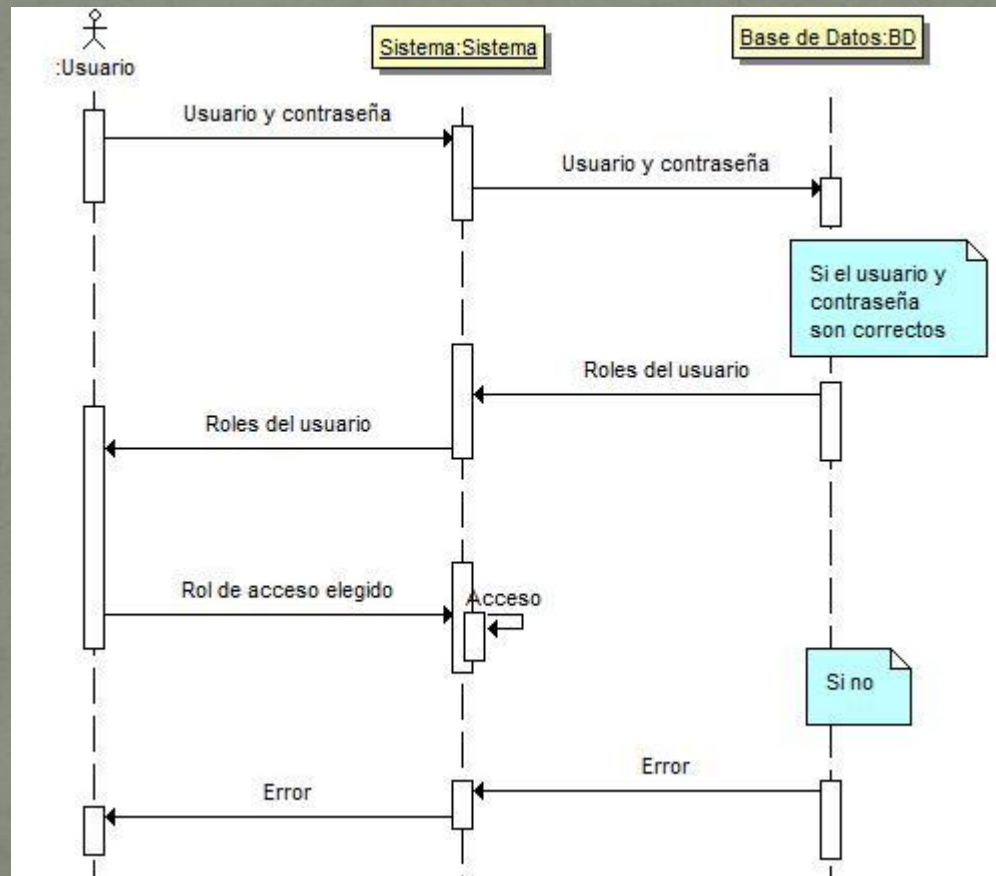 :Usuario
Sistema:Sistema
Base de Datos:BD
Usuario y contraseña
Usuario y contraseña
Si el usuario y
contraseña
son correctos
Roles del usuario
Roles del usuario
Rol de acceso elegido
Acceso
Si no
Error
Error